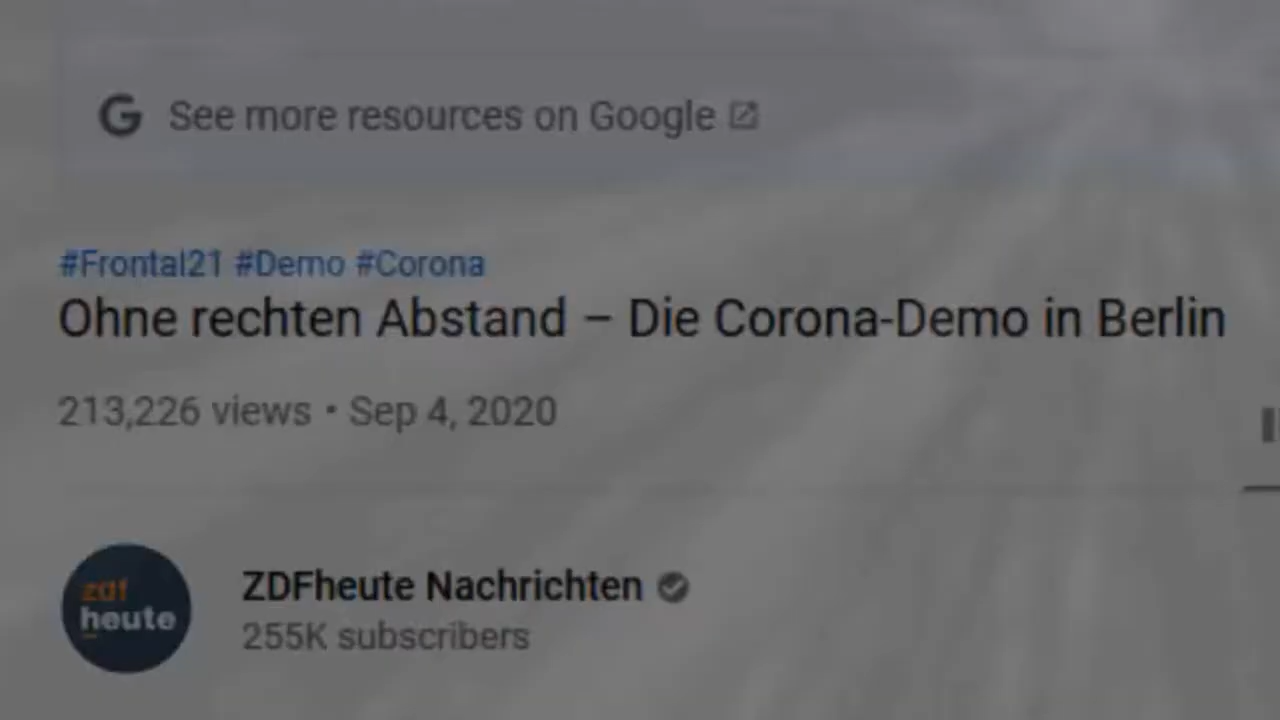 See more resources on Google
#Frontal21 #Demo #Corona
Ohne rechten Abstand – Die Corona-Demo in Berlin
213,226 views • Sep 4, 2020
zdf
heute
ZDFheute Nachrichten
255K subscribers